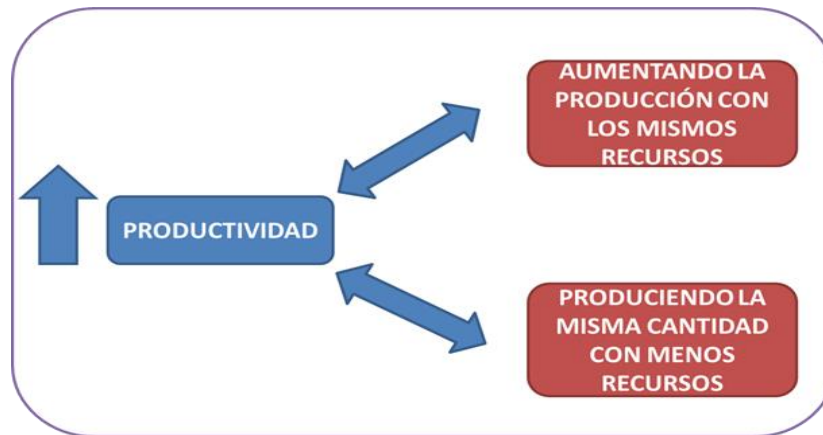 AUMENTANDO LA
PRODUCCIÓN CON
LOS MISMOS
RECURSOS
PRODUCTIVIDAD
PRODUCIENDO LA
MISMA CANTIDAD
CON MENOS
RECURSOS